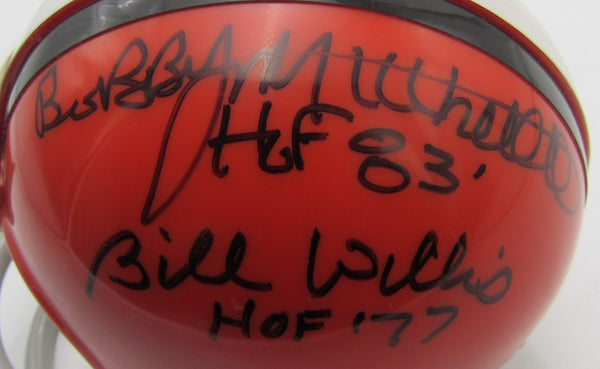 Bobby Mitchell
HOF 83'
Bill Willis
HOF '77